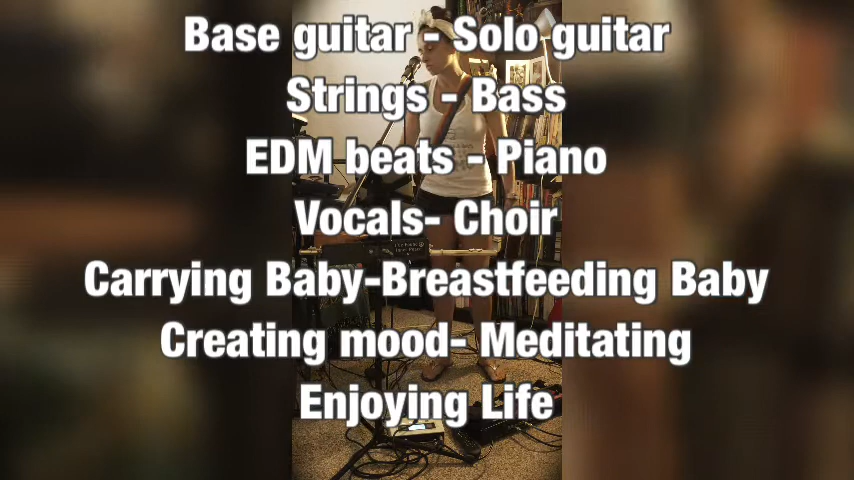 Base guitar - Solo guitar
Strings - Bass
EDM beats - Piano
Vocals- Choir
Carrying Baby-Breastfeeding Baby
Creating mood- Meditating
Enjoying Life